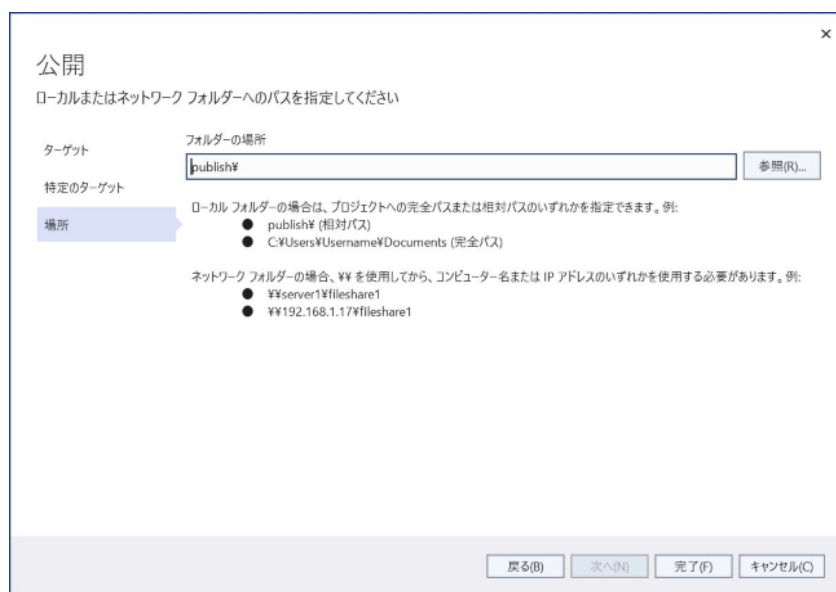 ×
公開
ローカルまたはネットワーク フォルダーへのパスを指定してください
ターゲット
特定のターゲット
場所
フォルダーの場所
publish¥
参照(R)...
ローカル フォルダーの場合は、プロジェクトへの完全パスまたは相対パスのいずれかを指定できます。例:
● publish¥ (相対パス)
● C:¥Users¥Username¥Documents (完全パス)
ネットワーク フォルダーの場合、¥¥ を使用してから、コンピューター名または IP アドレスのいずれかを使用する必要があります。例:
● ¥¥server1¥fileshare1
● ¥¥192.168.1.17¥fileshare1
戻る(B)
次へ(N)
完了(F)
キャンセル(C)